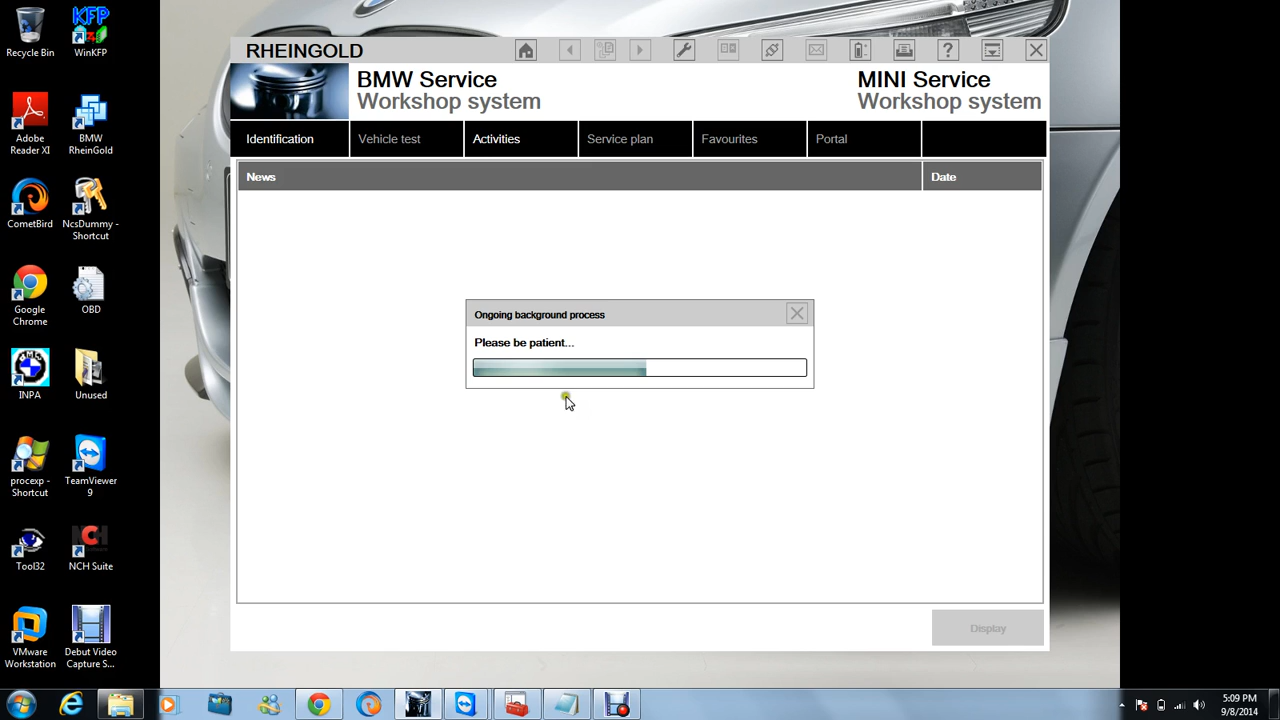 Recycle Bin
WinKFP
Adobe
Reader XI
BMW
RheinGold
CometBird
NcsDummy -
Shortcut
Google
Chrome
OBD
INPA
Unused
procexp -
Shortcut
TeamViewer
9
Tool32
NCH Suite
VMware
Workstation
Debut Video
Capture S...
RHEINGOLD
BMW Service
Workshop system
MINI Service
Workshop system
Identification
Vehicle test
Activities
Service plan
Favourites
Portal
News
Date
Ongoing background process
Please be patient...
Display
5:09 PM
9/8/2014